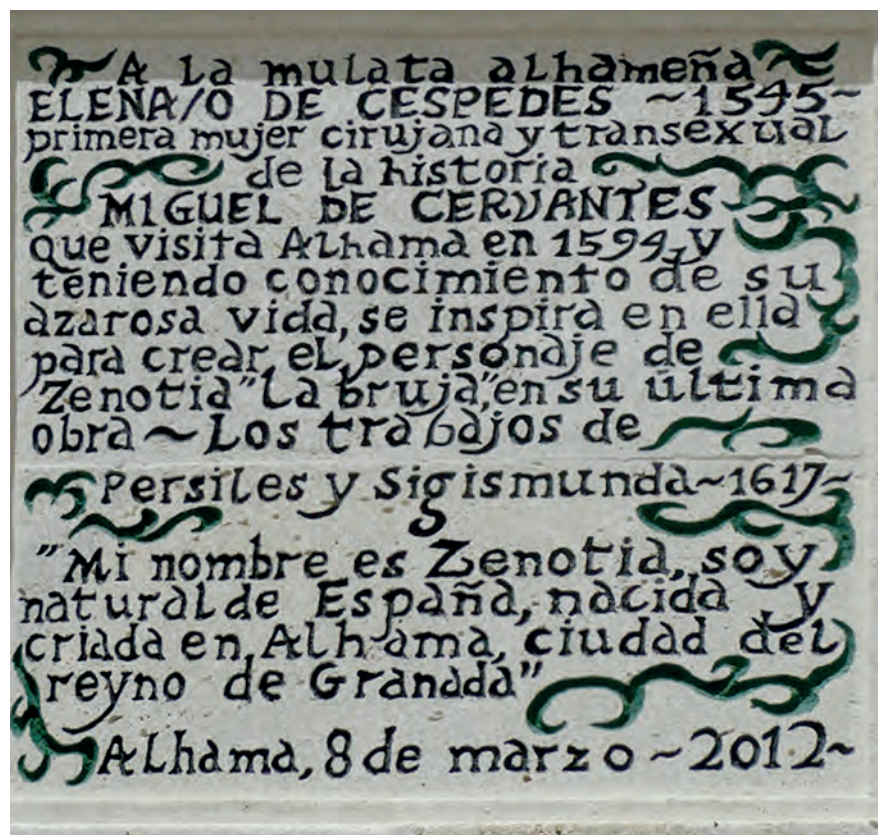 A La mulata alhameña
ELENA/O DE CESPEDES ~1545~
primera mujer cirujana y transexual
de la historia
MIGUEL DE CERVANTES
que visita Alhama en 1594, y
teniendo conocimiento de su
azarosa vida, se inspira en ella
para crear el personaje de
"Zenotia" "La bruja", en su última
obra ~ Los trabajos de
Persiles y Sigismunda ~1617~
"Mi nombre es Zenotia, soy
natural de España, nacida y
criada en Alhama, ciudad del
reyno de Granada"
Alhama, 8 de marzo ~2012~